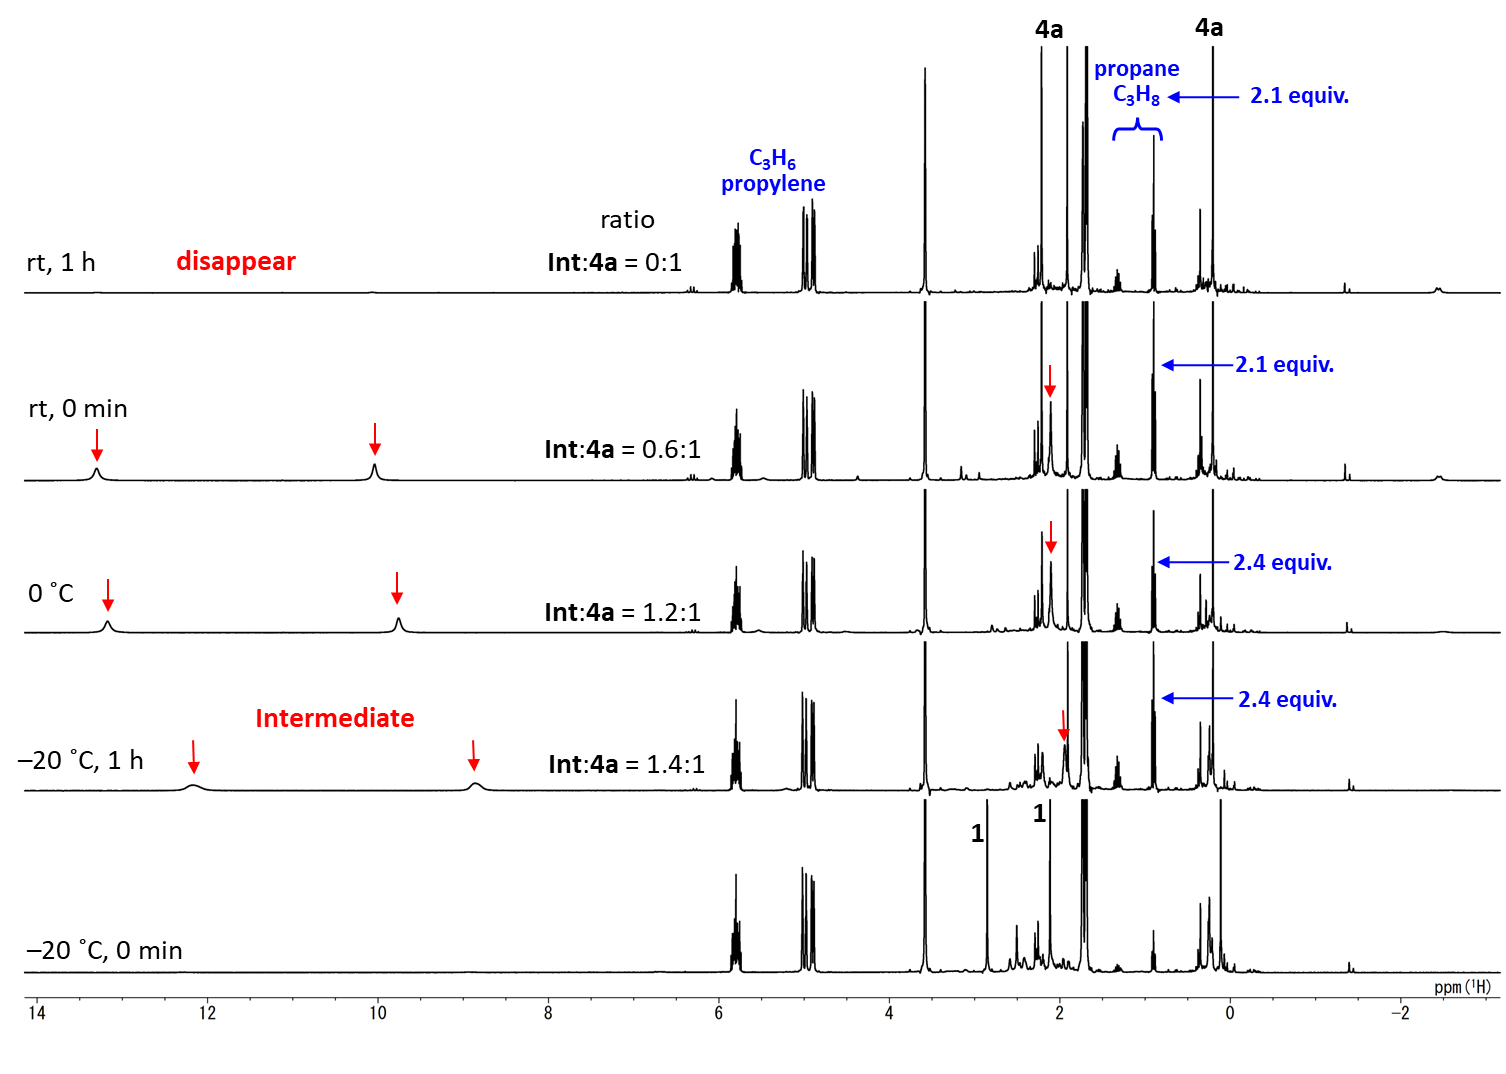 4a
4a
propane
C₃H₈
2.1 equiv.
C₃H₆
propylene
ratio
rt, 1 h
disappear
Int:4a = 0:1
2.1 equiv.
rt, 0 min
Int:4a = 0.6:1
2.4 equiv.
0 ˚C
Int:4a = 1.2:1
2.4 equiv.
Intermediate
–20 ˚C, 1 h
Int:4a = 1.4:1
1
1
–20 ˚C, 0 min
ppm (¹H)
14 12 10 8 6 4 2 0 −2